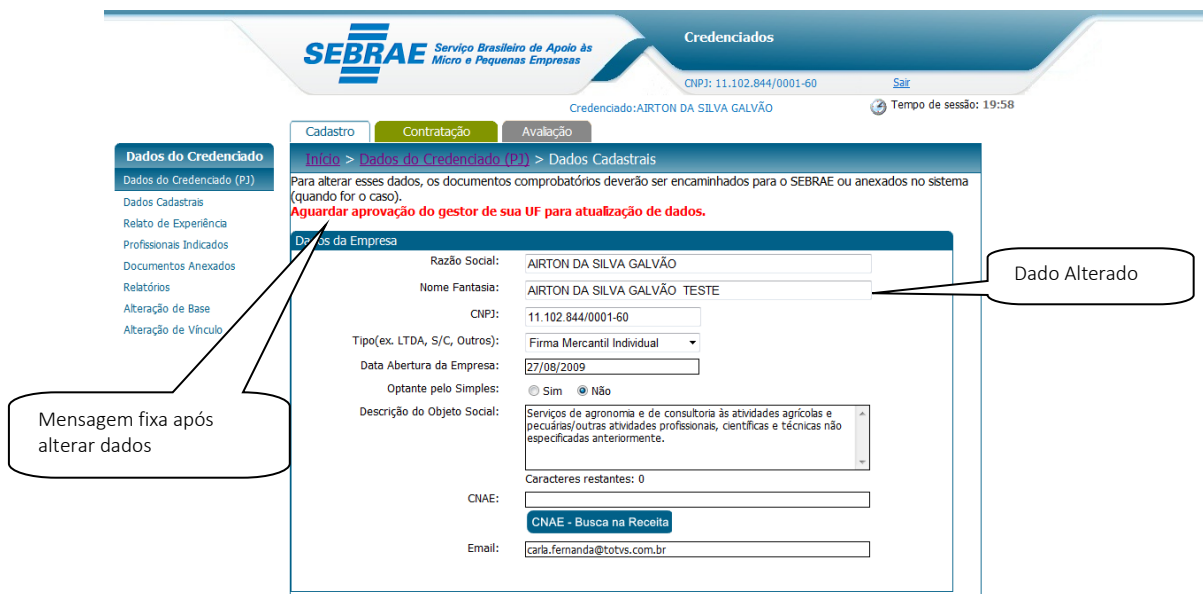 SEBRAE
Serviço Brasileiro de Apoio às
Micro e Pequenas Empresas
Credenciados
CNPJ: 11.102.844/0001-60
Sair
Credenciado:AIRTON DA SILVA GALVÃO
Tempo de sessão: 19:58
Cadastro
Contratação
Avaliação
Dados do Credenciado
Dados do Credenciado (PJ)
Dados Cadastrais
Relato de Experiência
Profissionais Indicados
Documentos Anexados
Relatórios
Alteração de Base
Alteração de Vínculo
Início > Dados do Credenciado (PJ) > Dados Cadastrais
Para alterar esses dados, os documentos comprobatórios deverão ser encaminhados para o SEBRAE ou anexados no sistema
(quando for o caso).
Aguardar aprovação do gestor de sua UF para atualização de dados.
Dados da Empresa
Razão Social: AIRTON DA SILVA GALVÃO
Nome Fantasia: AIRTON DA SILVA GALVÃO TESTE
CNPJ: 11.102.844/0001-60
Tipo(ex. LTDA, S/C, Outros): Firma Mercantil Individual
Data Abertura da Empresa: 27/08/2009
Optante pelo Simples: Sim Não
Descrição do Objeto Social: Serviços de agronomia e de consultoria às atividades agrícolas e
pecuárias/outras atividades profissionais, científicas e técnicas não
especificadas anteriormente.
Caracteres restantes: 0
CNAE:
CNAE - Busca na Receita
Email: carla.fernanda@totvs.com.br
Dado Alterado
Mensagem fixa após
alterar dados